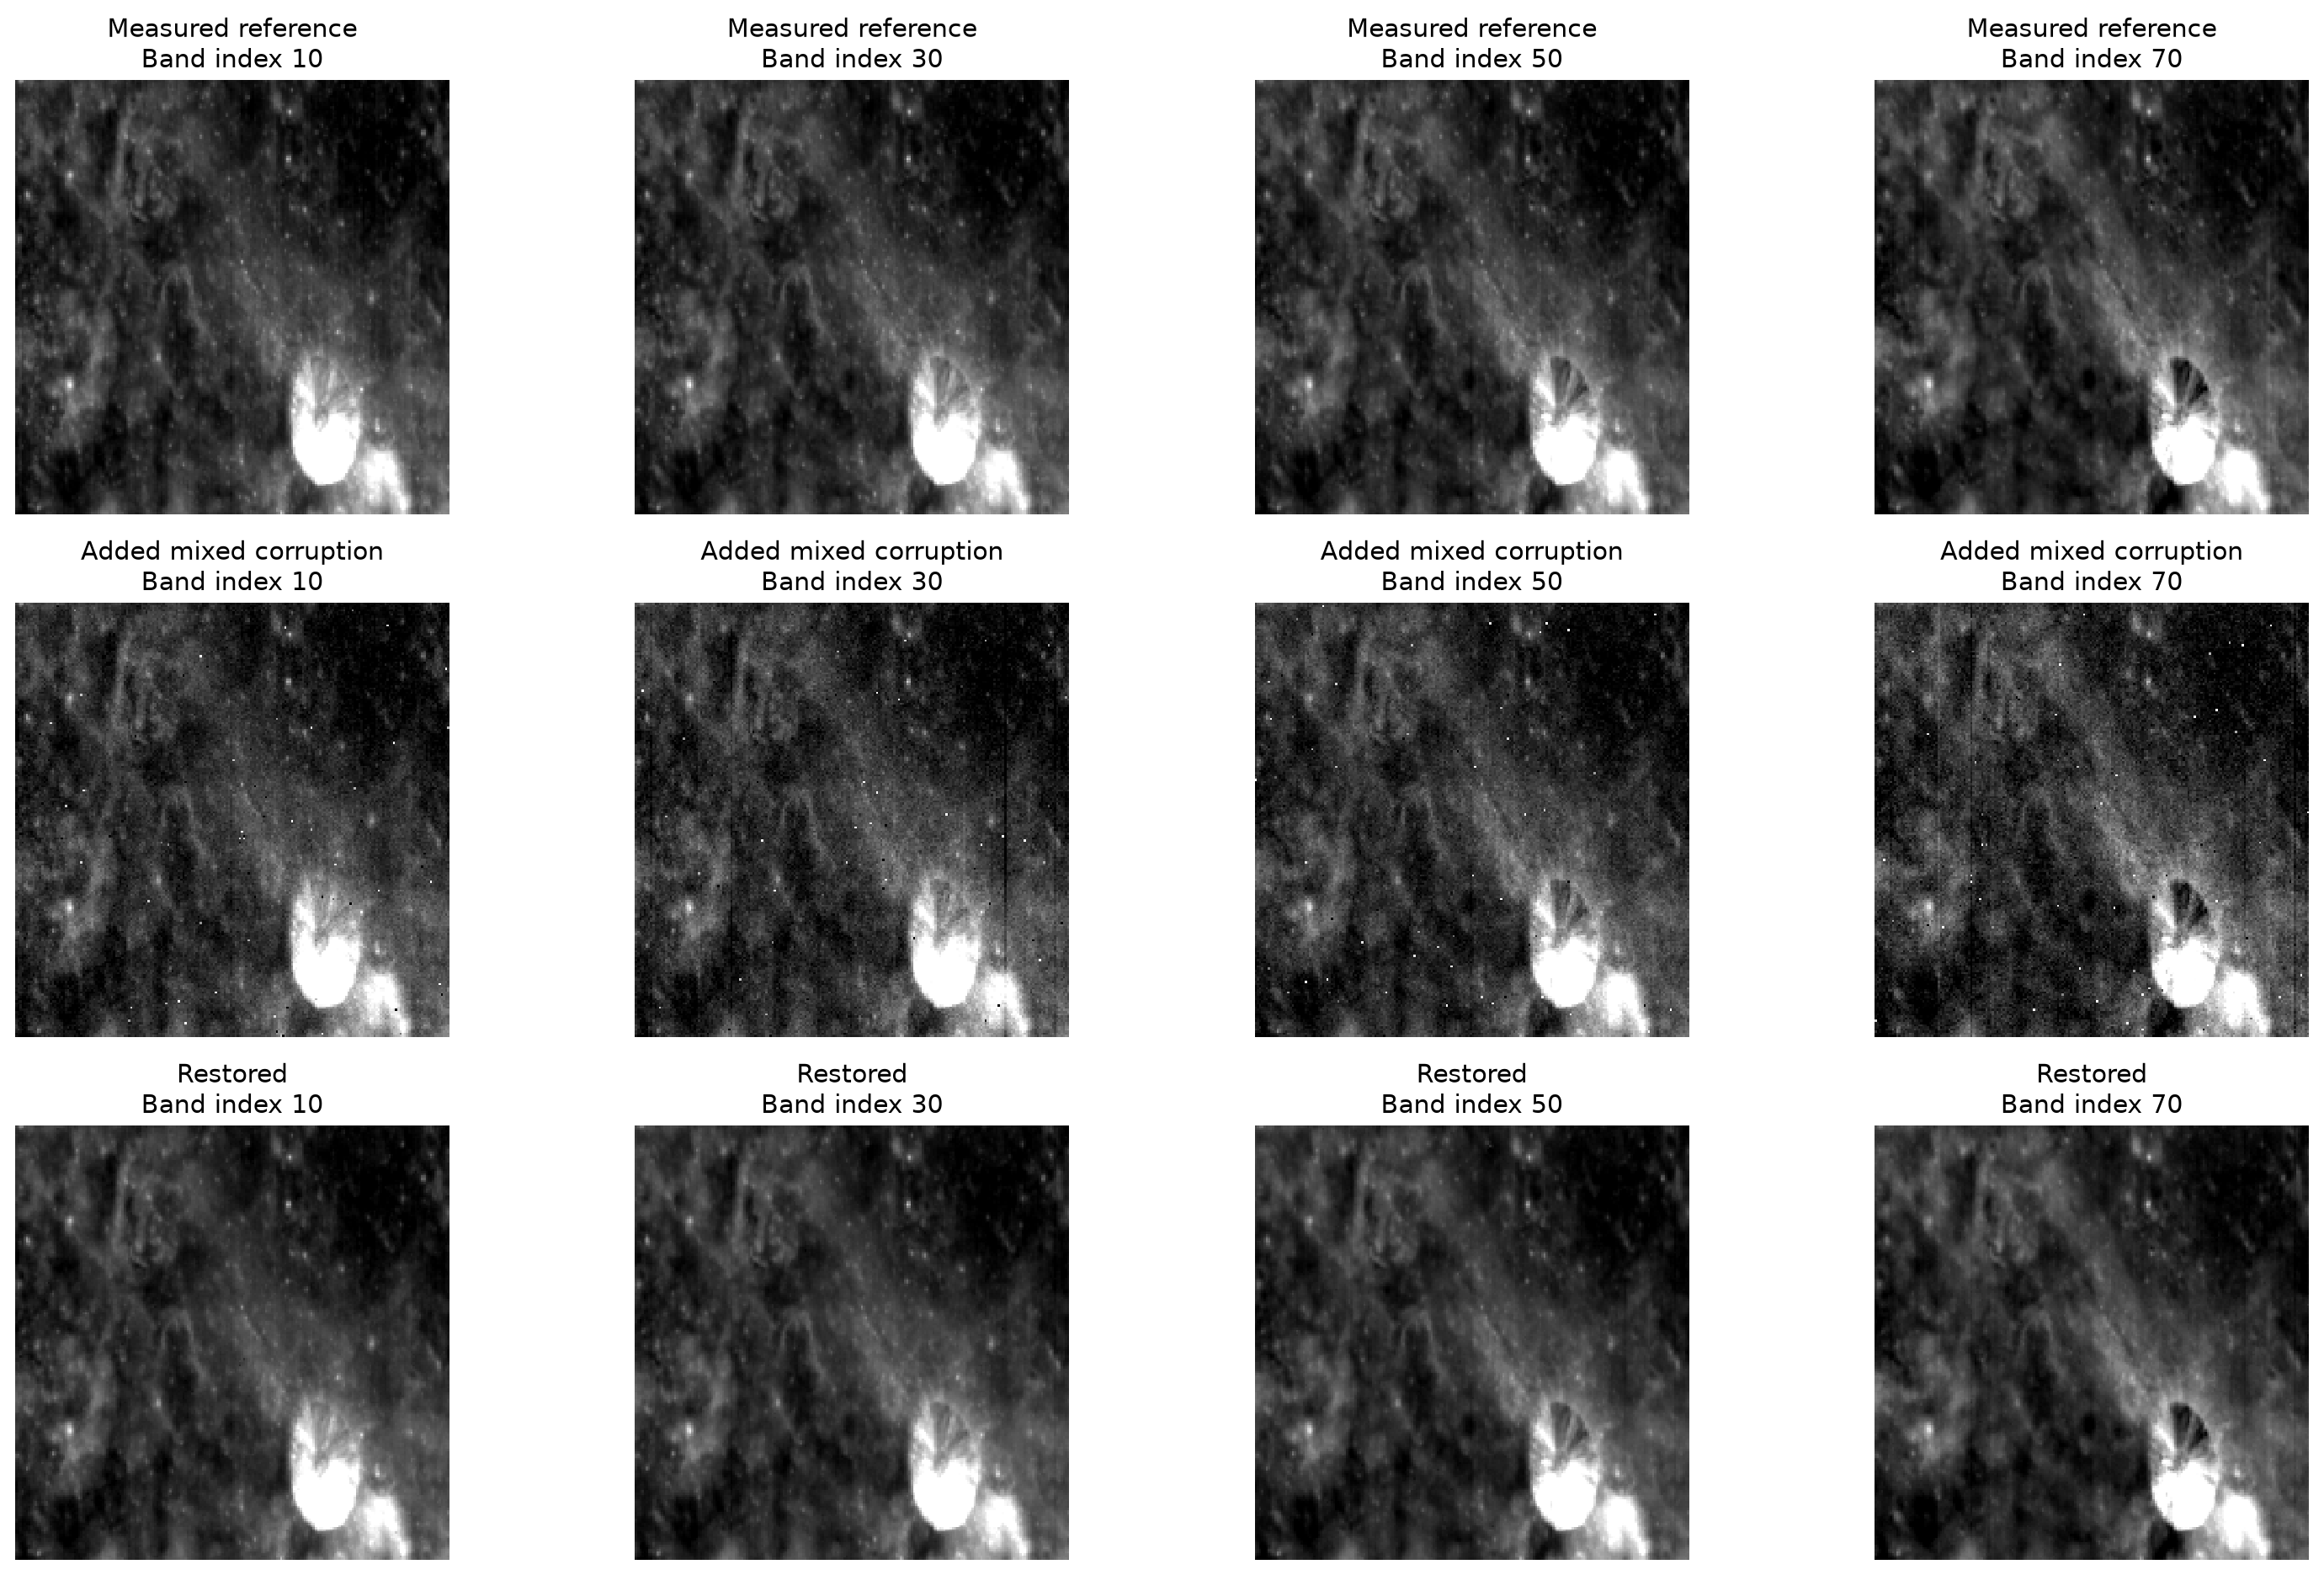 Measured reference
Band index 10
Measured reference
Band index 30
Measured reference
Band index 50
Measured reference
Band index 70
Added mixed corruption
Band index 10
Added mixed corruption
Band index 30
Added mixed corruption
Band index 50
Added mixed corruption
Band index 70
Restored
Band index 10
Restored
Band index 30
Restored
Band index 50
Restored
Band index 70